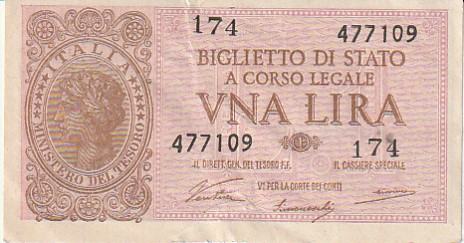 174 477109
ITALIA
BIGLIETTO DI STATO
A CORSO LEGALE
VNA LIRA
MINISTERO DEL TESORO
477109 174
IL DIRETT. GEN. DEL TESORO F.F. IL CASSIERE SPECIALE
VI PER LA CORTE DEI CONTI